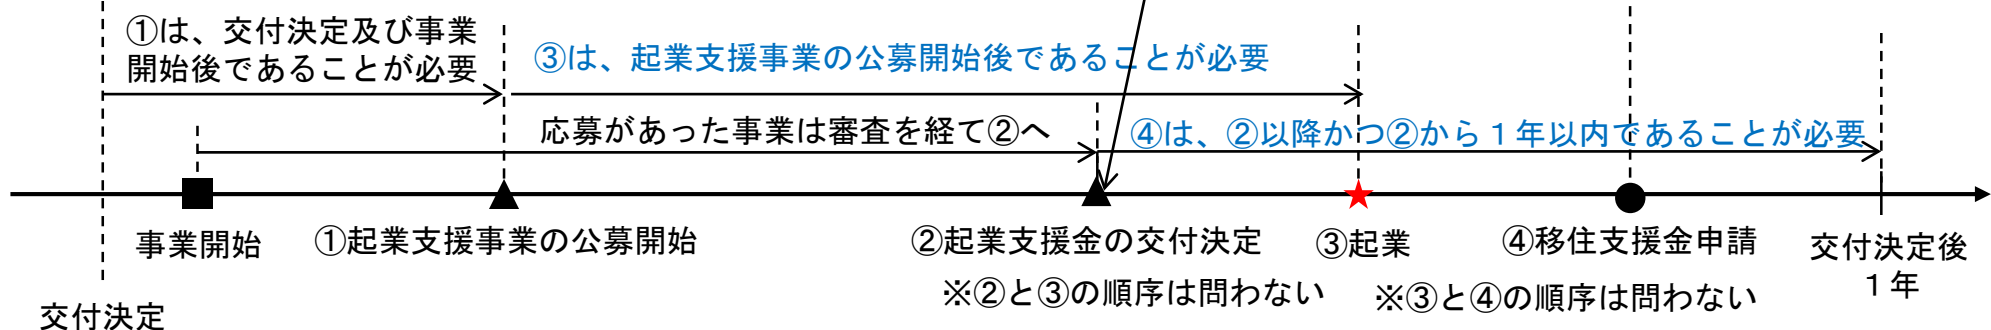 ①は、交付決定及び事業
開始後であることが必要
③は、起業支援事業の公募開始後であることが必要
応募があった事業は審査を経て②へ
④は、②以降かつ②から１年以内であることが必要
事業開始
①起業支援事業の公募開始
②起業支援金の交付決定
③起業
④移住支援金申請
交付決定後
１年
※②と③の順序は問わない
※③と④の順序は問わない
交付決定